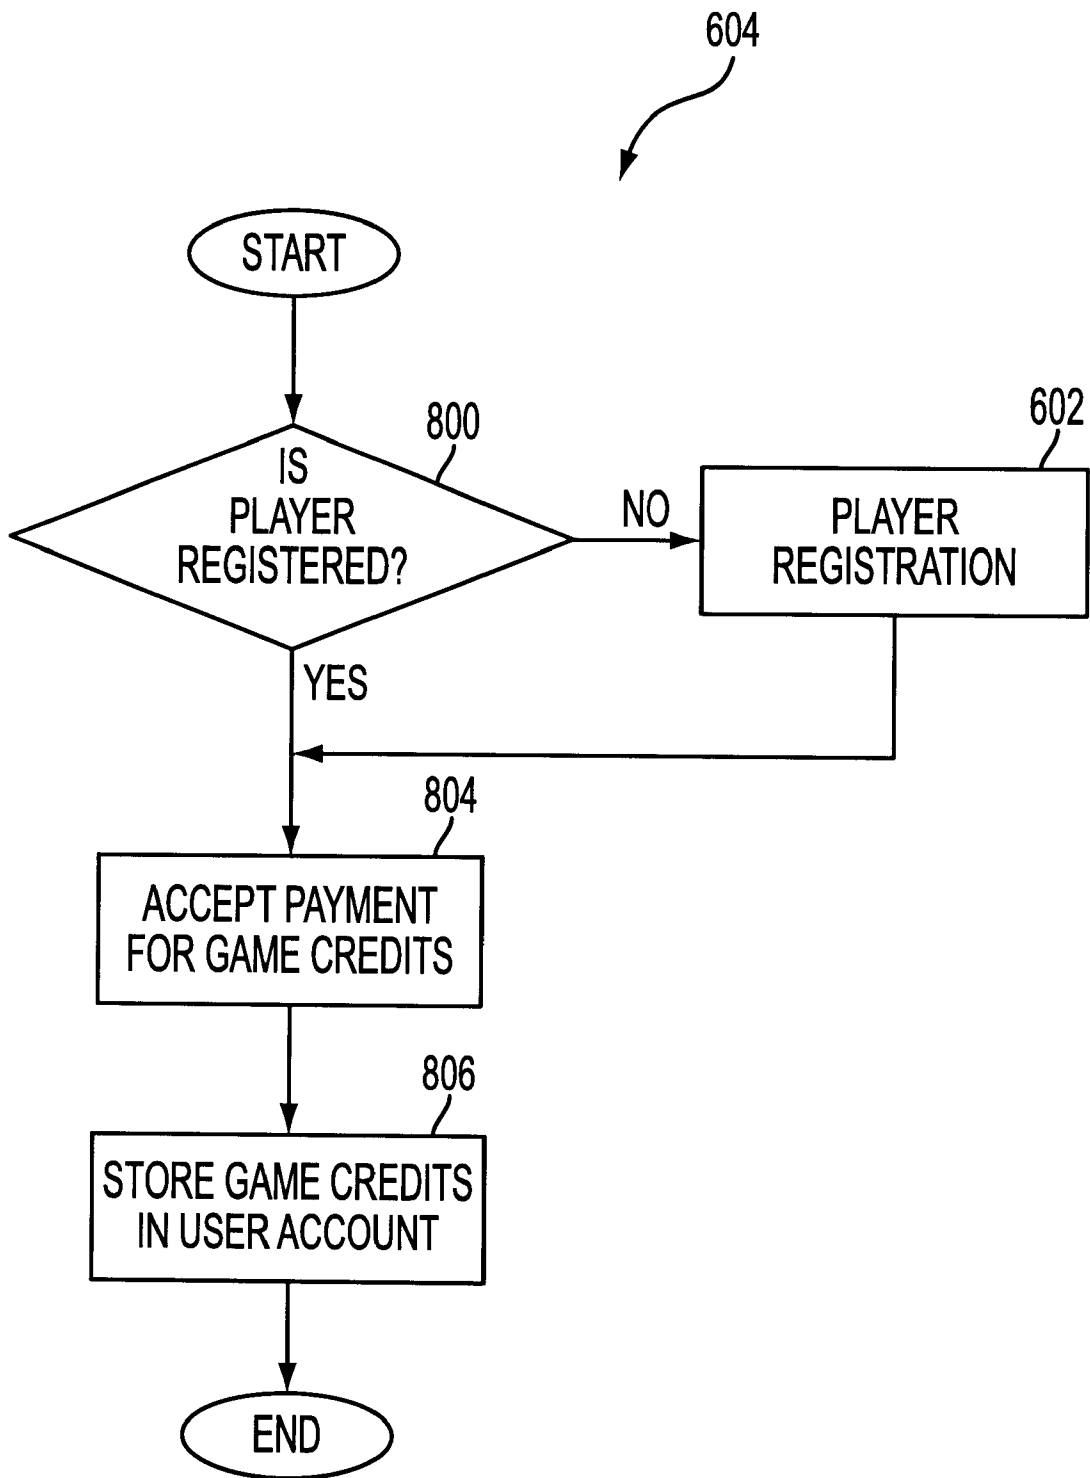 604
START
800
IS
PLAYER
REGISTERED?
NO
602
PLAYER
REGISTRATION
YES
804
ACCEPT PAYMENT
FOR GAME CREDITS
806
STORE GAME CREDITS
IN USER ACCOUNT
END